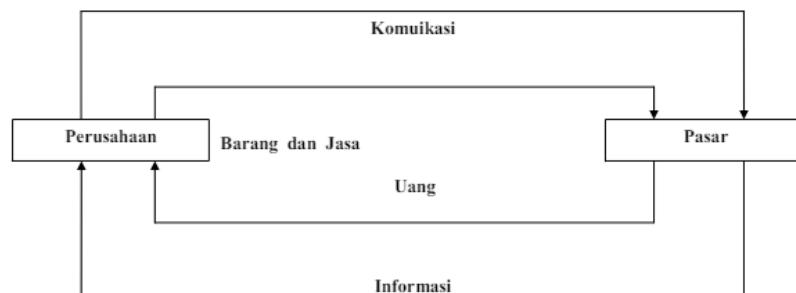 Komuikasi
Perusahaan
Barang dan Jasa
Pasar
Uang
Informasi